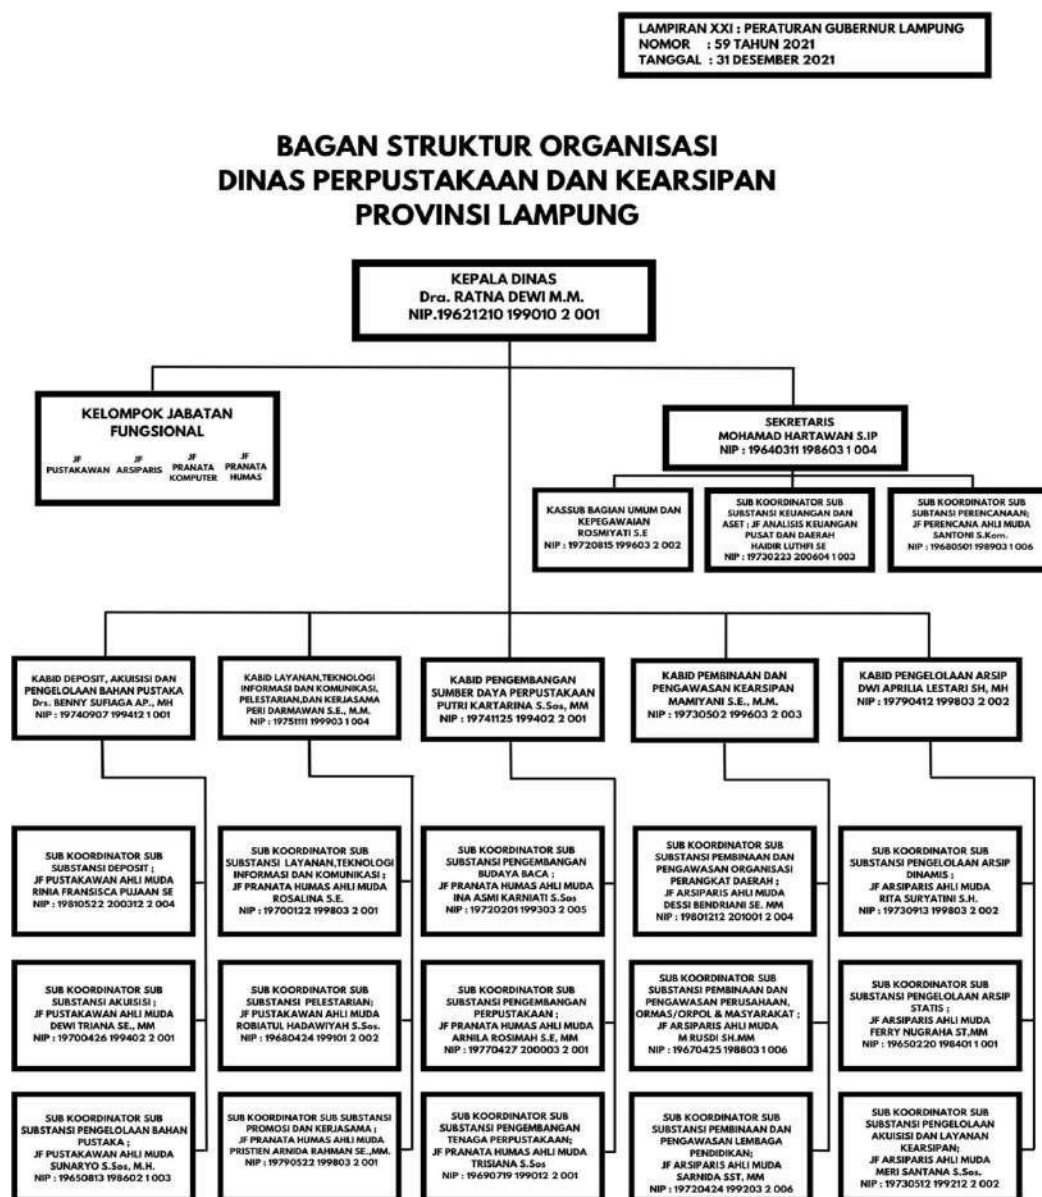 LAMPIRAN XXI : PERATURAN GUBERNUR LAMPUNG
NOMOR : 59 TAHUN 2021
TANGGAL : 31 DESEMBER 2021
BAGAN STRUKTUR ORGANISASI
DINAS PERPUSTAKAAN DAN KEARSIPAN
PROVINSI LAMPUNG
KEPALA DINAS
Dra. RATNA DEWI M.M.
NIP.19621210 199010 2 001
KELOMPOK JABATAN
FUNGSIONAL
JF
PUSTAKAWAN
JF
ARSIPARIS
JF
PRANATA
KOMPUTER
JF
PRANATA
HUMAS
SEKRETARIS
MOHAMAD HARTAWAN S.IP
NIP : 19640311 198603 1 004
KASSUB BAGIAN UMUM DAN
KEPEGAWAIAN
ROSMIYATI S.E
NIP : 19720815 199603 2 002
SUB KOORDINATOR SUB
SUBSTANSI KEUANGAN DAN
ASET ; JF ANALISIS KEUANGAN
PUSAT DAN DAERAH
HAIDIR LUTHFI SE
NIP : 19730223 200604 1 003
SUB KOORDINATOR SUB
SUBTANSI PERENCANAAN;
JF PERENCANA AHLI MUDA
SANTONI S.Kom.
NIP : 19680501 198903 1 006
KABID DEPOSIT, AKUISISI DAN
PENGELOLAAN BAHAN PUSTAKA
Drs. BENNY SUFIAGA AP., MH
NIP : 19740907 199412 1 001
KABID LAYANAN,TEKNOLOGI
INFORMASI DAN KOMUNIKASI,
PELESTARIAN,DAN KERJASAMA
PERI DARMAWAN S.E., M.M.
NIP : 19751111 199903 1 004
KABID PENGEMBANGAN
SUMBER DAYA PERPUSTAKAAN
PUTRI KARTARINA S.Sos, MM
NIP : 19741125 199402 2 001
KABID PEMBINAAN DAN
PENGAWASAN KEARSIPAN
MAMIYANI S.E., M.M.
NIP : 19730502 199603 2 003
KABID PENGELOLAAN ARSIP
DWI APRILIA LESTARI SH, MH
NIP : 19790412 199803 2 002
SUB KOORDINATOR SUB
SUBSTANSI DEPOSIT ;
JF PUSTAKAWAN AHLI MUDA
RINIA FRANSISCA PUJAAN SE
NIP : 19810522 200312 2 004
SUB KOORDINATOR SUB
SUBSTANSI LAYANAN,TEKNOLOGI
INFORMASI DAN KOMUNIKASI ;
JF PRANATA HUMAS AHLI MUDA
ROSALINA S.E.
NIP : 19700122 199803 2 001
SUB KOORDINATOR SUB
SUBSTANSI PENGEMBANGAN
BUDAYA BACA ;
JF PRANATA HUMAS AHLI MUDA
INA ASMI KARNIATI S.Sos
NIP : 19720201 199303 2 005
SUB KOORDINATOR SUB
SUBSTANSI PEMBINAAN DAN
PENGAWASAN ORGANISASI
PERANGKAT DAERAH ;
JF ARSIPARIS AHLI MUDA
DESSI BENDRIANI SE. MM
NIP : 19801212 201001 2 004
SUB KOORDINATOR SUB
SUBSTANSI PENGELOLAAN ARSIP
DINAMIS ;
JF ARSIPARIS AHLI MUDA
RITA SURYATINI S.H.
NIP : 19730913 199803 2 002
SUB KOORDINATOR SUB
SUBSTANSI AKUISISI ;
JF PUSTAKAWAN AHLI MUDA
DEWI TRIANA SE., MM
NIP : 19700426 199402 2 001
SUB KOORDINATOR SUB
SUBSTANSI PELESTARIAN;
JF PUSTAKAWAN AHLI MUDA
ROBIATUL HADAWIYAH S.Sos.
NIP : 19680424 199101 2 002
SUB KOORDINATOR SUB
SUBSTANSI PENGEMBANGAN
PERPUSTAKAAN ;
JF PRANATA HUMAS AHLI MUDA
ARNILA ROSIMAH S.E, MM
NIP : 19770427 200003 2 001
SUB KOORDINATOR SUB
SUBSTANSI PEMBINAAN DAN
PENGAWASAN PERUSAHAAN,
ORMAS/ORPOL & MASYARAKAT ;
JF ARSIPARIS AHLI MUDA
M RUSDI SH.MM
NIP : 19670425 198803 1 006
SUB KOORDINATOR SUB
SUBSTANSI PENGELOLAAN ARSIP
STATIS ;
JF ARSIPARIS AHLI MUDA
FERRY NUGRAHA ST,MM
NIP : 19650220 198401 1 001
SUB KOORDINATOR SUB
SUBSTANSI PENGELOLAAN BAHAN
PUSTAKA ;
JF PUSTAKAWAN AHLI MUDA
SUNARYO S.Sos, M.H.
NIP : 19650813 198602 1 003
SUB KOORDINATOR SUB SUBSTANSI
PROMOSI DAN KERJASAMA ;
JF PRANATA HUMAS AHLI MUDA
PRISTIEN ARNIDA RAHMAN SE.,MM.
NIP : 19790522 199803 2 001
SUB KOORDINATOR SUB
SUBSTANSI PENGEMBANGAN
TENAGA PERPUSTAKAAN;
JF PRANATA HUMAS AHLI MUDA
TRISIANA S.Sos
NIP : 19690719 199012 2 001
SUB KOORDINATOR SUB
SUBSTANSI PEMBINAAN DAN
PENGAWASAN LEMBAGA
PENDIDIKAN;
JF ARSIPARIS AHLI MUDA
SARNIDA SST, MM
NIP : 19720424 199203 2 006
SUB KOORDINATOR SUB
SUBSTANSI PENGELOLAAN
AKUISISI DAN LAYANAN
KEARSIPAN;
JF ARSIPARIS AHLI MUDA
MERI SANTANA S.Sos.
NIP : 19730512 199212 2 002